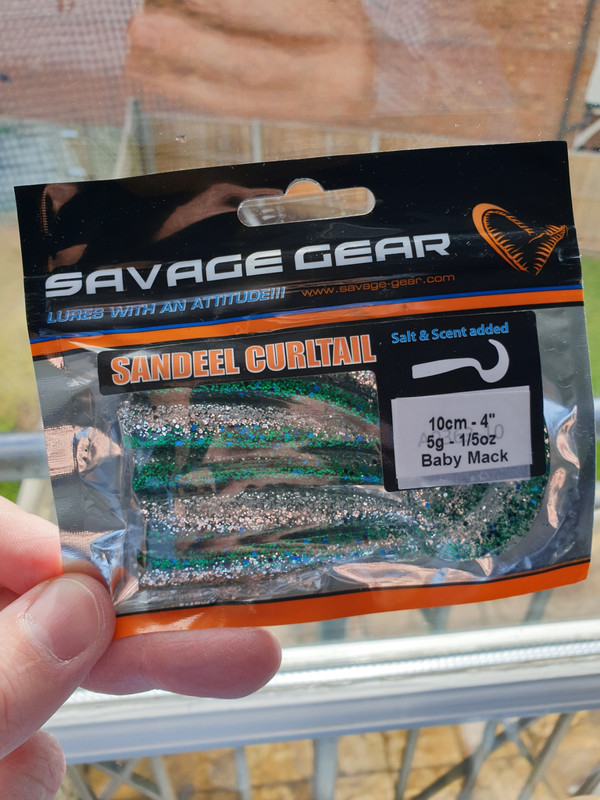 SAVAGE GEAR
LURES WITH AN ATTITUDE!!!
www.savage-gear.com
SANDEEL CURLTAIL
Salt & Scent added
10cm - 4"
5g - 1/5oz
Baby Mack